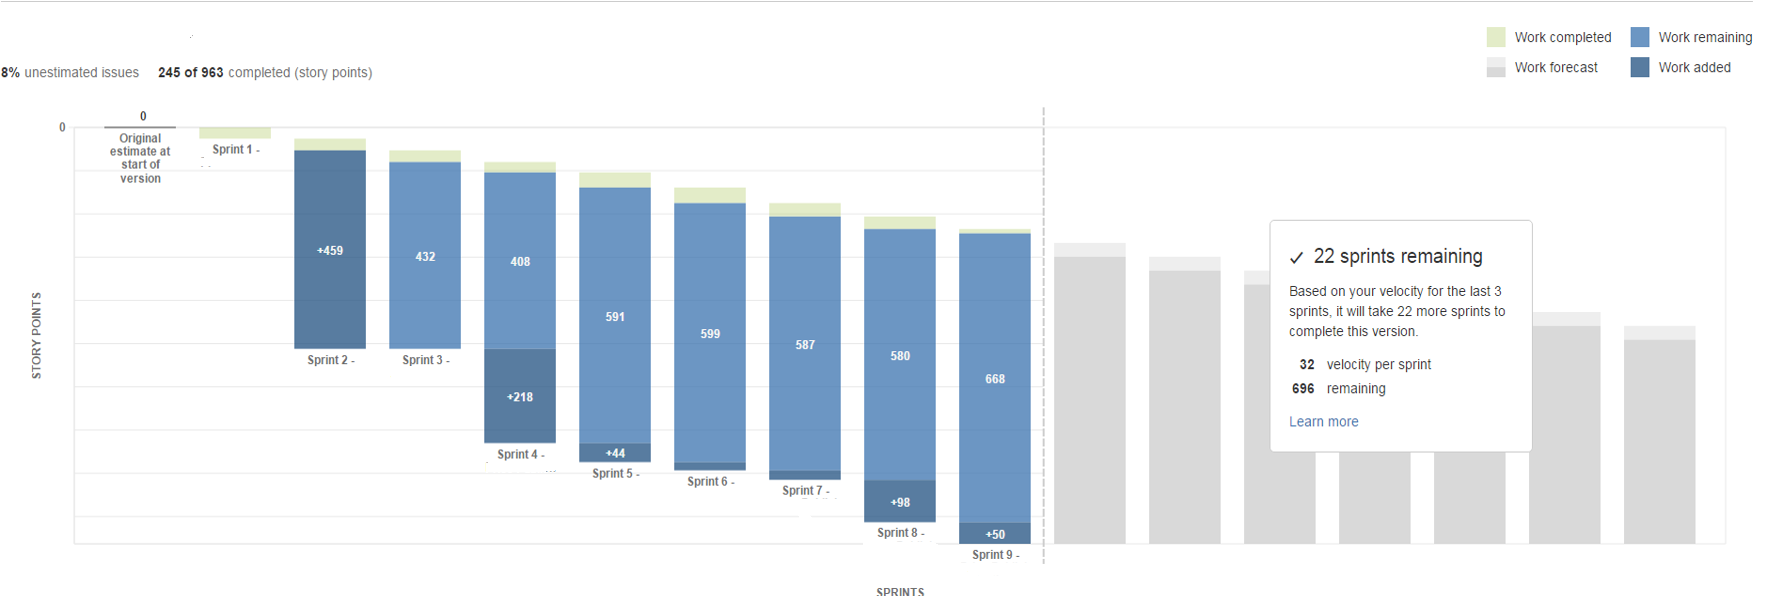 Work completed
Work remaining
8% unestimated issues 245 of 963 completed (story points)
Work forecast
Work added
0
0
Original
estimate at
start of
version
Sprint 1 -
+459
432
408
591
599
587
580
668
+218
+44
+98
+50
Sprint 2 -
Sprint 3 -
Sprint 4 -
Sprint 5 -
Sprint 6 -
Sprint 7 -
Sprint 8 -
Sprint 9 -
STORY POINTS
SPRINTS
✓ 22 sprints remaining
Based on your velocity for the last 3
sprints, it will take 22 more sprints to
complete this version.
32 velocity per sprint
696 remaining
Learn more